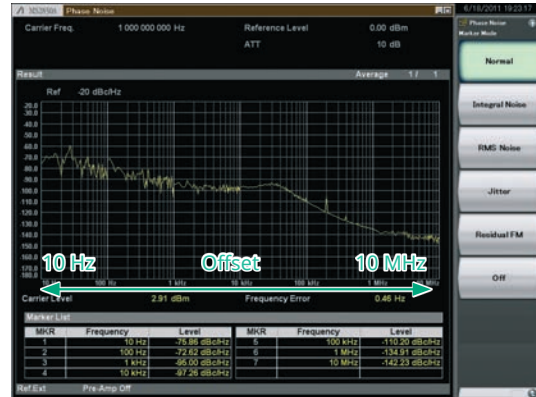 MS2850A Phase Noise 6/18/2011 19:23:17
Carrier Freq. 1 000 000 000 Hz Reference Level 0.00 dBm
ATT 10 dB
Phase Noise
Marker Mode
Result Average 1 / 1
Ref -20 dBc/Hz
Normal
-20.0
-30.0
-40.0
-50.0
-60.0
-70.0
-80.0
-90.0
-100.0
-110.0
-120.0
-130.0
-140.0
-150.0
-160.0
-170.0
-180.0
Integral Noise
RMS Noise
Jitter
Residual FM
Off
10 Hz Offset 10 MHz
10 Hz 100 Hz 1 kHz 10 kHz 100 kHz 1 MHz 10 MHz
Carrier Level 2.91 dBm Frequency Error 0.46 Hz
Marker List
MKR Frequency Level MKR Frequency Level
1 10 Hz -75.86 dBc/Hz 5 100 kHz -110.20 dBc/Hz
2 100 Hz -72.62 dBc/Hz 6 1 MHz -134.91 dBc/Hz
3 1 kHz -95.00 dBc/Hz 7 10 MHz -142.23 dBc/Hz
4 10 kHz -97.26 dBc/Hz
Ref.Ext Pre-Amp Off